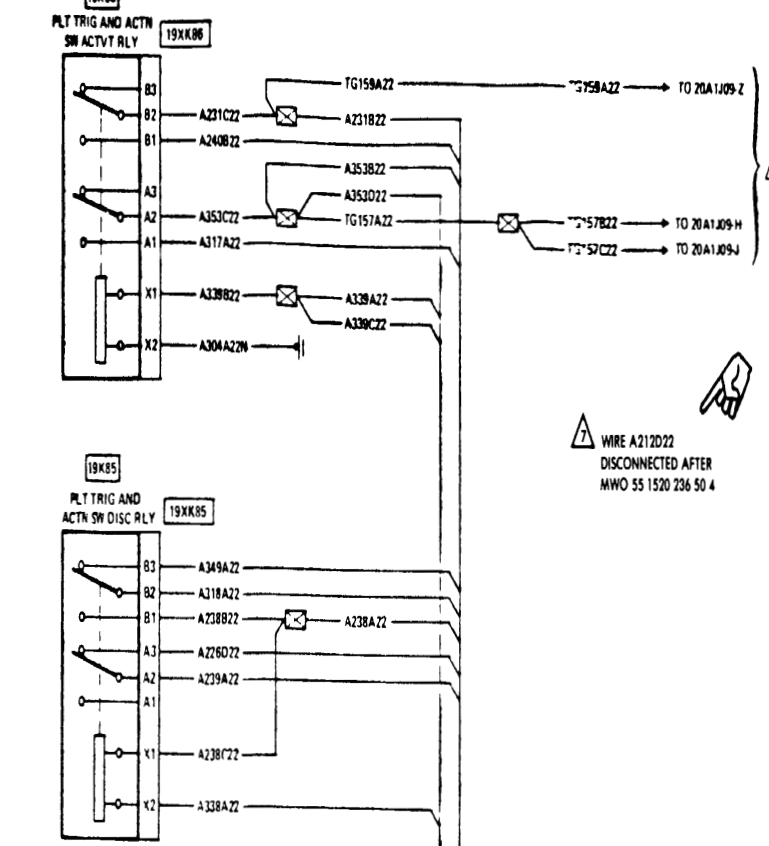 PLT TRIG AND ACTN
SW ACTVT RLY
19XK86
B3
TG159A22
TO 20A1J09-Z
B2
A231C22
A231B22
B1
A240B22
A353B22
A3
A353D22
A2
A353C22
TG157A22
TO 20A1J09-H
A1
A317A22
TO 20A1J09-J
X1
A339B22
A339A22
A339C22
X2
A304A22N
7
WIRE A212D22
DISCONNECTED AFTER
MWO 55 1520 236 50 4
19K85
PLT TRIG AND
ACTN SW DISC RLY
19XK85
B3
A349A22
B2
A318A22
B1
A238B22
A238A22
A3
A226D22
A2
A239A22
A1
X1
A238C22
X2
A338A22